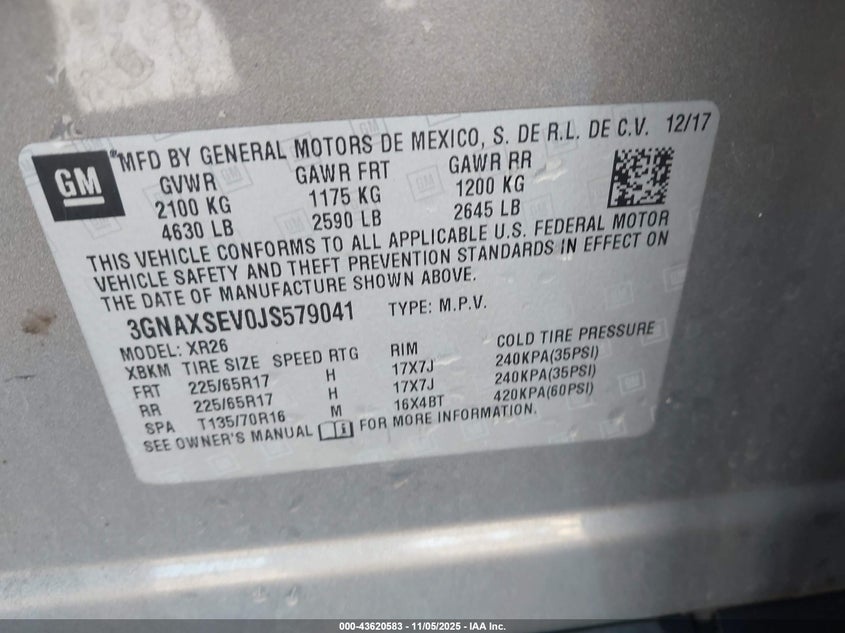 GM
MFD BY GENERAL MOTORS DE MEXICO, S. DE R.L. DE C.V. 12/17
GVWR GAWR FRT GAWR RR
2100 KG 1175 KG 1200 KG
4630 LB 2590 LB 2645 LB
THIS VEHICLE CONFORMS TO ALL APPLICABLE U.S. FEDERAL MOTOR
VEHICLE SAFETY AND THEFT PREVENTION STANDARDS IN EFFECT ON
THE DATE OF MANUFACTURE SHOWN ABOVE.
3GNAXSEV0JS579041 TYPE: M.P.V.
MODEL: XR26
XBKM TIRE SIZE SPEED RTG RIM COLD TIRE PRESSURE
FRT 225/65R17 H 17X7J 240KPA(35PSI)
RR 225/65R17 H 17X7J 240KPA(35PSI)
SPA T135/70R16 M 16X4BT 420KPA(60PSI)
SEE OWNER'S MANUAL FOR MORE INFORMATION.
000-43620583 - 11/05/2025 - IAA Inc.